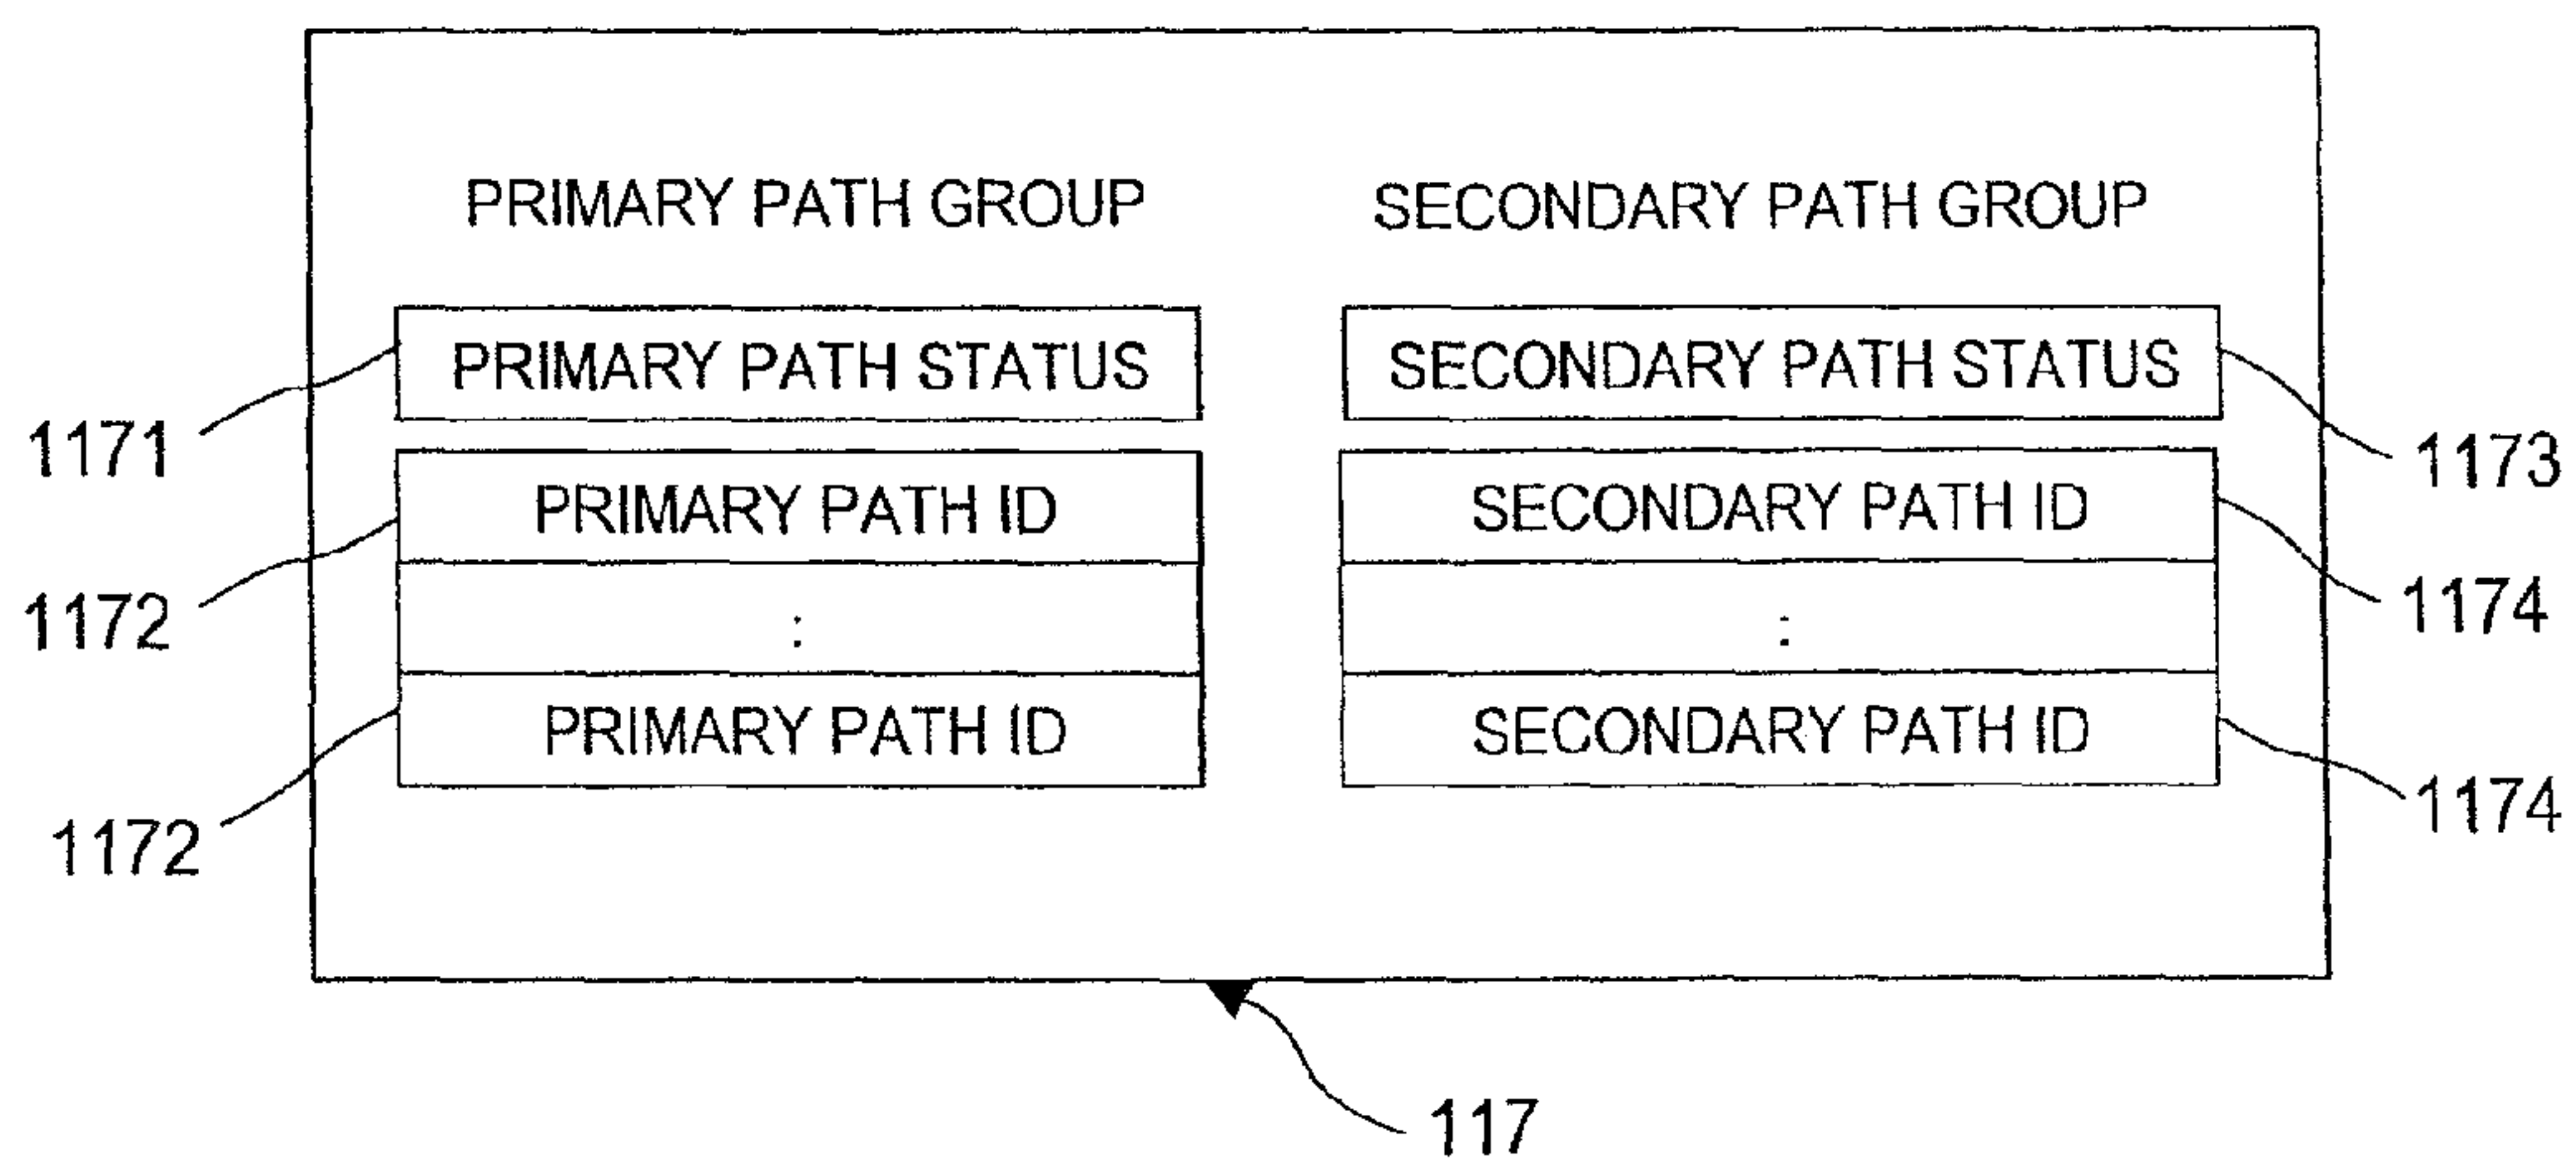 PRIMARY PATH GROUP
SECONDARY PATH GROUP
PRIMARY PATH STATUS
SECONDARY PATH STATUS
1171
1173
PRIMARY PATH ID
SECONDARY PATH ID
1172
:
:
1174
PRIMARY PATH ID
SECONDARY PATH ID
1172
1174
117